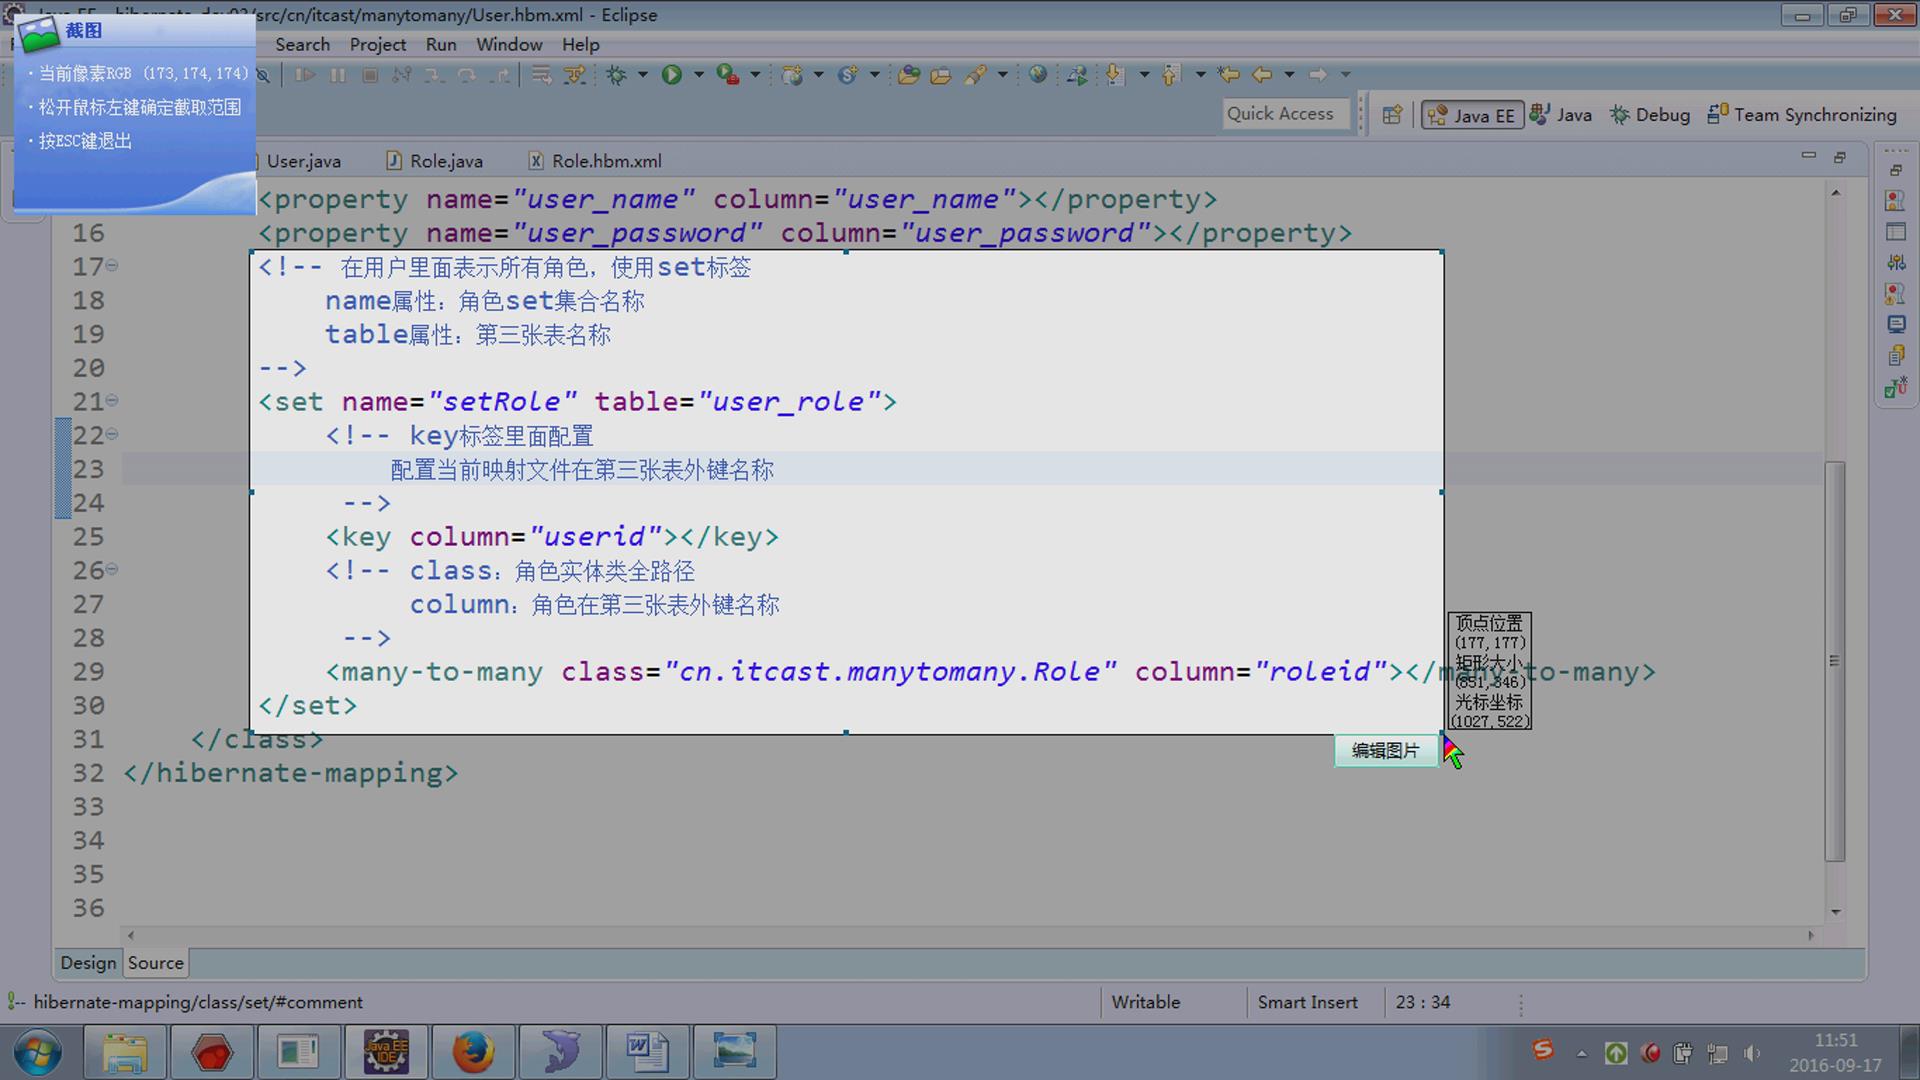 hibernate_day03/src/cn/itcast/manytomany/User.hbm.xml - Eclipse
截图
·当前像素RGB (173,174,174)
·松开鼠标左键确定截取范围
·按ESC键退出
Search Project Run Window Help
Quick Access
Java EE Java Debug Team Synchronizing
User.java Role.java Role.hbm.xml
<property name="user_name" column="user_name"></property>
16 <property name="user_password" column="user_password"></property>
17 <!-- 在用户里面表示所有角色，使用set标签
18 name属性：角色set集合名称
19 table属性：第三张表名称
20 -->
21 <set name="setRole" table="user_role">
22 <!-- key标签里面配置
23 配置当前映射文件在第三张表外键名称
24 -->
25 <key column="userid"></key>
26 <!-- class：角色实体类全路径
27 column：角色在第三张表外键名称
28 -->
29 <many-to-many class="cn.itcast.manytomany.Role" column="roleid"></many-to-many>
30 </set>
31 </class>
32 </hibernate-mapping>
33
34
35
36
顶点位置
(177,177)
矩形大小
(851,346)
光标坐标
(1027,522)
编辑图片
Design Source
hibernate-mapping/class/set/#comment
Writable Smart Insert 23 : 34
Java EE
IDE
11:51
2016-09-17